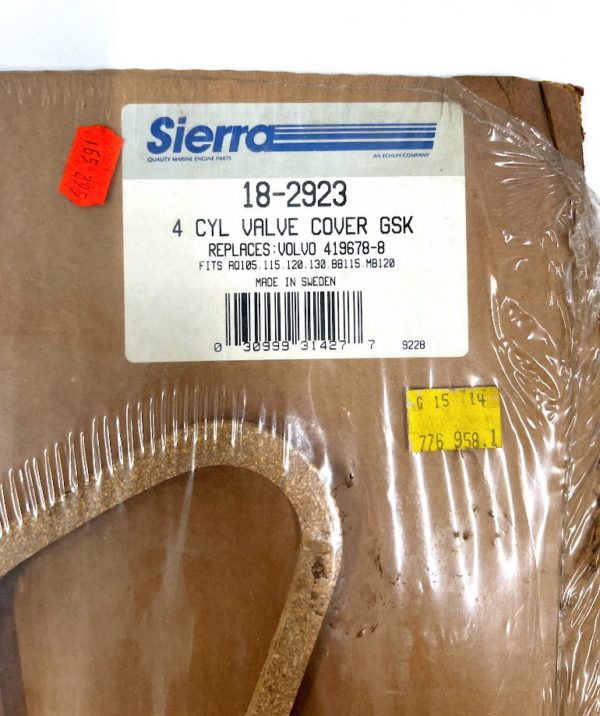 Sierra
QUALITY MARINE ENGINE PARTS
AN ECHLIN COMPANY
18-2923
4 CYL VALVE COVER GSK
REPLACES:VOLVO 419678-8
FITS AQ105.115.120.130.BB115.MB120
MADE IN SWEDEN
0 30999 31427 7
9228
165 295
G 15 14
776 958.1